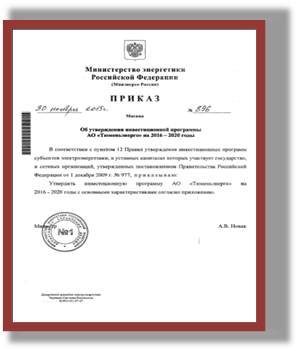 Министерство энергетики
Российской Федерации
(Минэнерго России)
ПРИКАЗ
30 ноября 2015г.
№ 896
Москва
Об утверждении инвестиционной программы
АО «Тюменьэнерго» на 2016 – 2020 годы
В соответствии с пунктом 12 Правил утверждения инвестиционных программ
субъектов электроэнергетики, в уставных капиталах которых участвует государство,
и сетевых организаций, утвержденных постановлением Правительства Российской
Федерации от 1 декабря 2009 г. № 977, п р и к а з ы в а ю:
Утвердить инвестиционную программу АО «Тюменьэнерго» на
2016 – 2020 годы с основными характеристиками согласно приложению.
Министр
А.В. Новак
№1